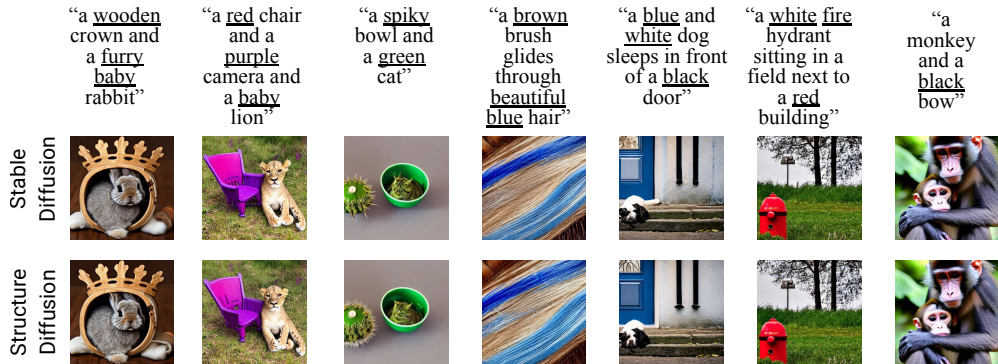 “a wooden
crown and
a furry
baby
rabbit”
“a red chair
and a
purple
camera and
a baby
lion”
“a spiky
bowl and
a green
cat”
“a brown
brush
glides
through
beautiful
blue hair”
“a blue and
white dog
sleeps in front
of a black
door”
“a white fire
hydrant
sitting in a
field next to
a red
building”
“a
monkey
and a
black
bow”
Stable
Diffusion
Structure
Diffusion